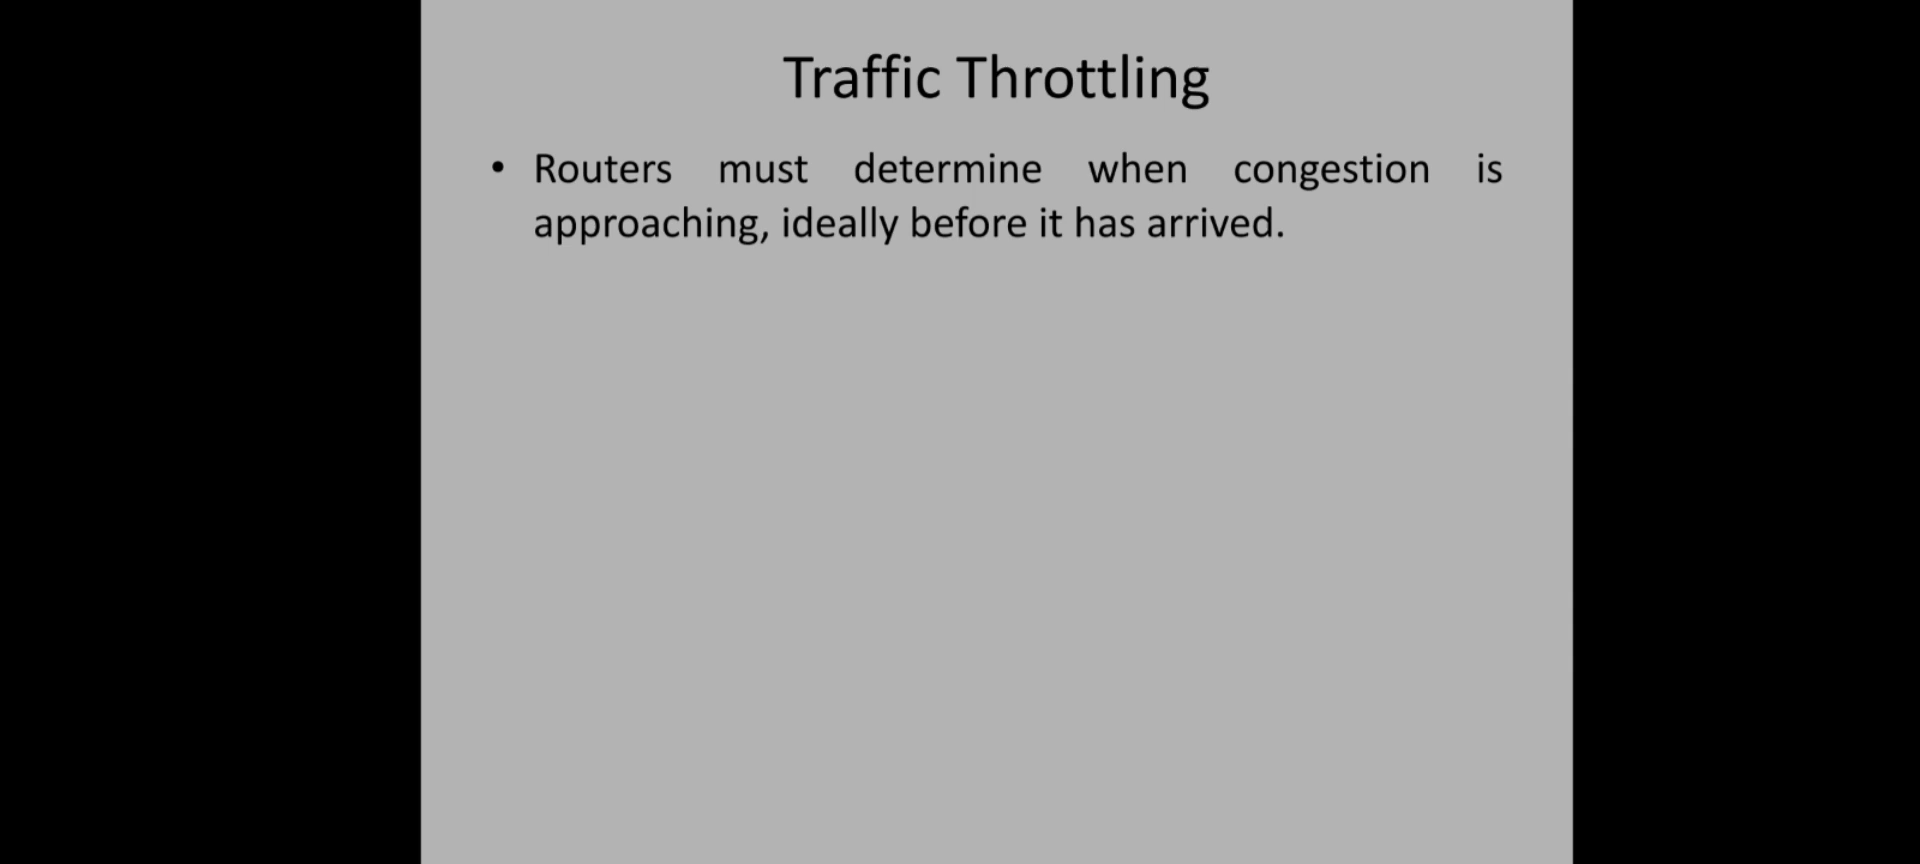 Traffic Throttling
• Routers must determine when congestion is
approaching, ideally before it has arrived.